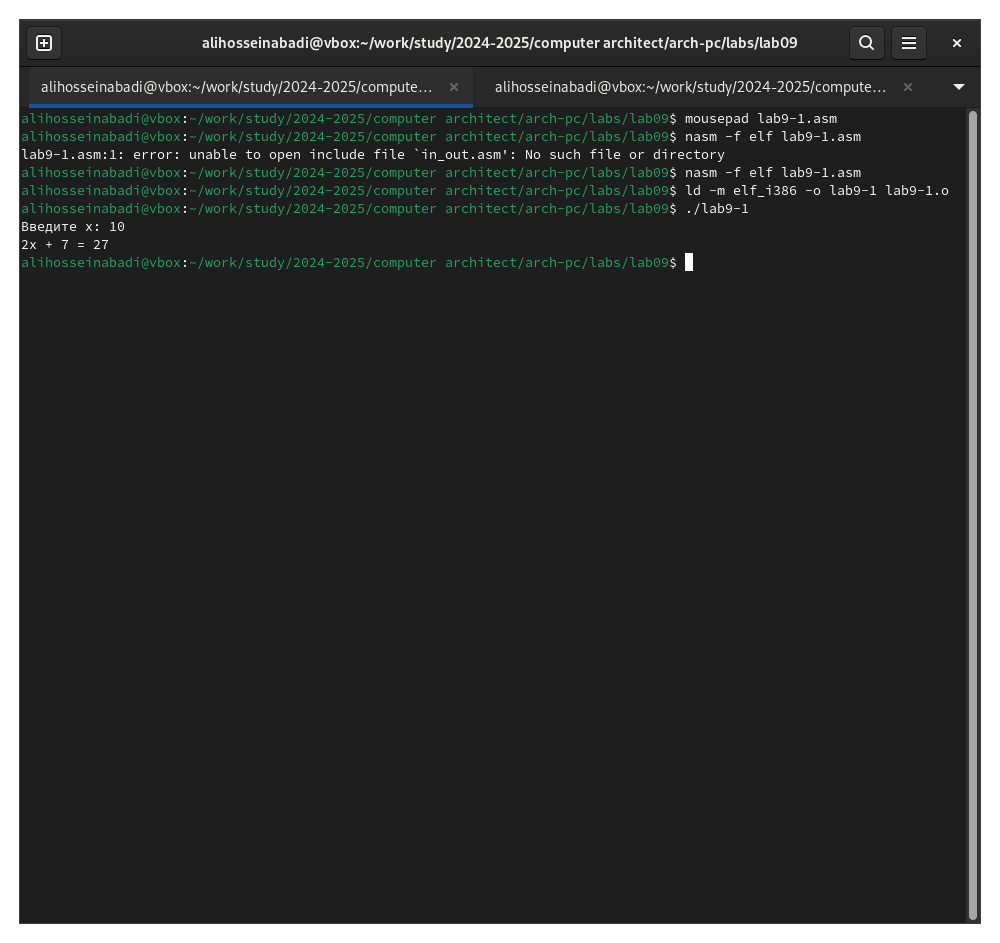 alihosseinabadi@vbox:~/work/study/2024-2025/computer architect/arch-pc/labs/lab09
alihosseinabadi@vbox:~/work/study/2024-2025/compute... alihosseinabadi@vbox:~/work/study/2024-2025/compute...
alihosseinabadi@vbox:~/work/study/2024-2025/computer architect/arch-pc/labs/lab09$ mousepad lab9-1.asm
alihosseinabadi@vbox:~/work/study/2024-2025/computer architect/arch-pc/labs/lab09$ nasm -f elf lab9-1.asm
lab9-1.asm:1: error: unable to open include file `in_out.asm': No such file or directory
alihosseinabadi@vbox:~/work/study/2024-2025/computer architect/arch-pc/labs/lab09$ nasm -f elf lab9-1.asm
alihosseinabadi@vbox:~/work/study/2024-2025/computer architect/arch-pc/labs/lab09$ ld -m elf_i386 -o lab9-1 lab9-1.o
alihosseinabadi@vbox:~/work/study/2024-2025/computer architect/arch-pc/labs/lab09$ ./lab9-1
Введите x: 10
2x + 7 = 27
alihosseinabadi@vbox:~/work/study/2024-2025/computer architect/arch-pc/labs/lab09$